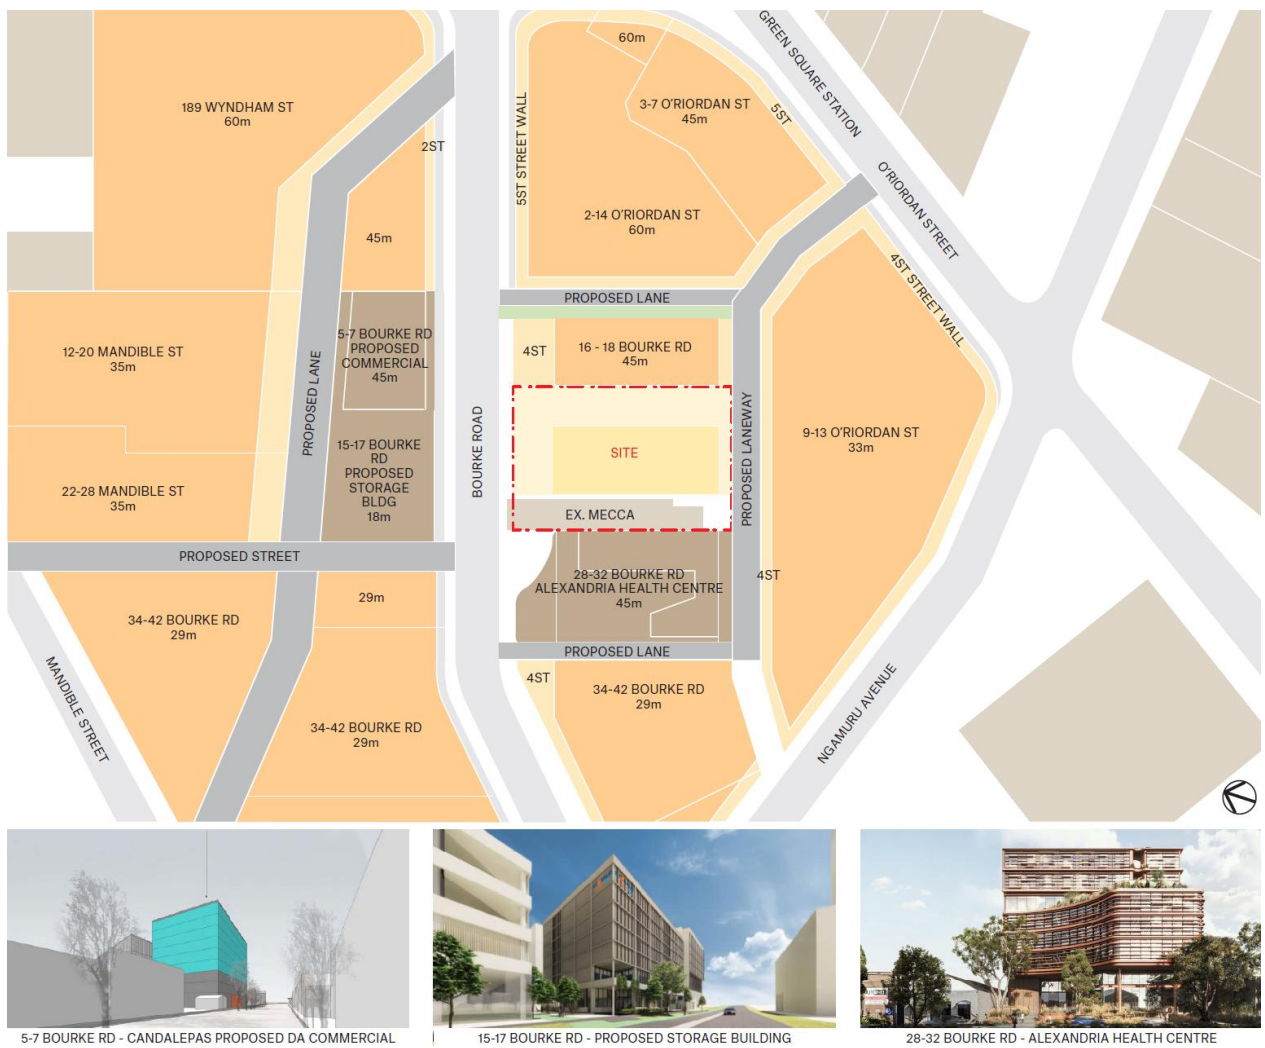 60m
GREEN SQUARE STATION
189 WYNDHAM ST
60m
3-7 O'RIORDAN ST
45m
5ST
2ST
5ST STREET WALL
O'RIORDAN STREET
2-14 O'RIORDAN ST
60m
45m
4ST STREET WALL
PROPOSED LANE
5-7 BOURKE RD
PROPOSED
COMMERCIAL
45m
12-20 MANDIBLE ST
35m
4ST
16 - 18 BOURKE RD
45m
PROPOSED LANE
BOURKE ROAD
PROPOSED LANEWAY
9-13 O'RIORDAN ST
33m
SITE
15-17 BOURKE
RD
PROPOSED
STORAGE
BLDG
18m
22-28 MANDIBLE ST
35m
EX. MECCA
PROPOSED STREET
28-32 BOURKE RD
ALEXANDRIA HEALTH CENTRE
45m
4ST
29m
34-42 BOURKE RD
29m
PROPOSED LANE
4ST
34-42 BOURKE RD
29m
MANDIBLE STREET
34-42 BOURKE RD
29m
NGAMURU AVENUE
5-7 BOURKE RD - CANDALEPAS PROPOSED DA COMMERCIAL
15-17 BOURKE RD - PROPOSED STORAGE BUILDING
28-32 BOURKE RD - ALEXANDRIA HEALTH CENTRE